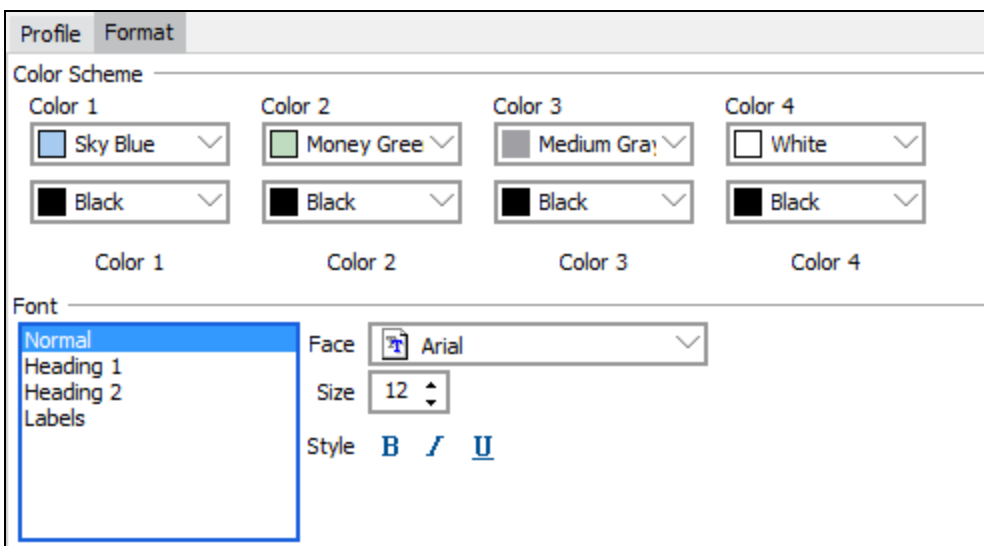 Profile Format
Color Scheme
Color 1 Color 2 Color 3 Color 4
Sky Blue Money Gree Medium Gray White
Black Black Black Black
Color 1 Color 2 Color 3 Color 4
Font
Normal
Heading 1
Heading 2
Labels
Face Arial
Size 12
Style B I U